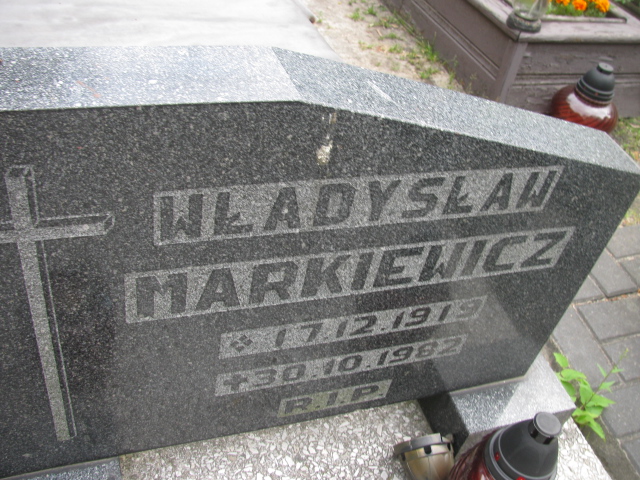 WŁADYSŁAW
MARKIEWICZ
17.12.1919
✝30.10.1982
R.I.P.